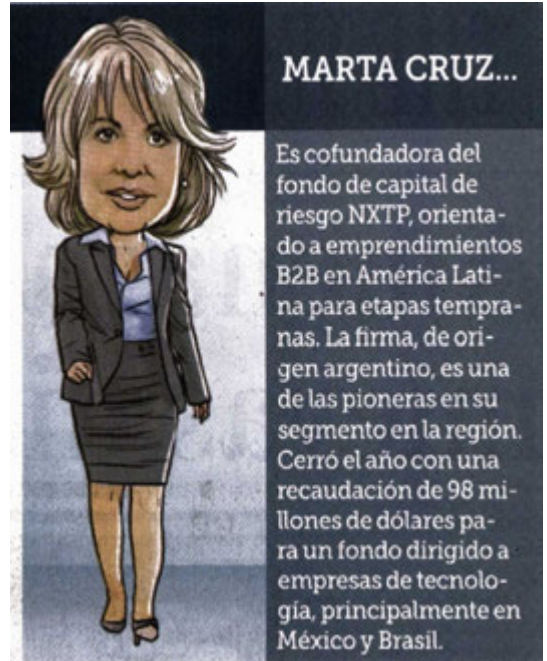 MARTA CRUZ...
Es cofundadora del
fondo de capital de
riesgo NXTP, orienta-
do a emprendimientos
B2B en América Lati-
na para etapas tempra-
nas. La firma, de ori-
gen argentino, es una
de las pioneras en su
segmento en la región.
Cerró el año con una
recaudación de 98 mi-
llones de dólares pa-
ra un fondo dirigido a
empresas de tecnolo-
gía, principalmente en
México y Brasil.